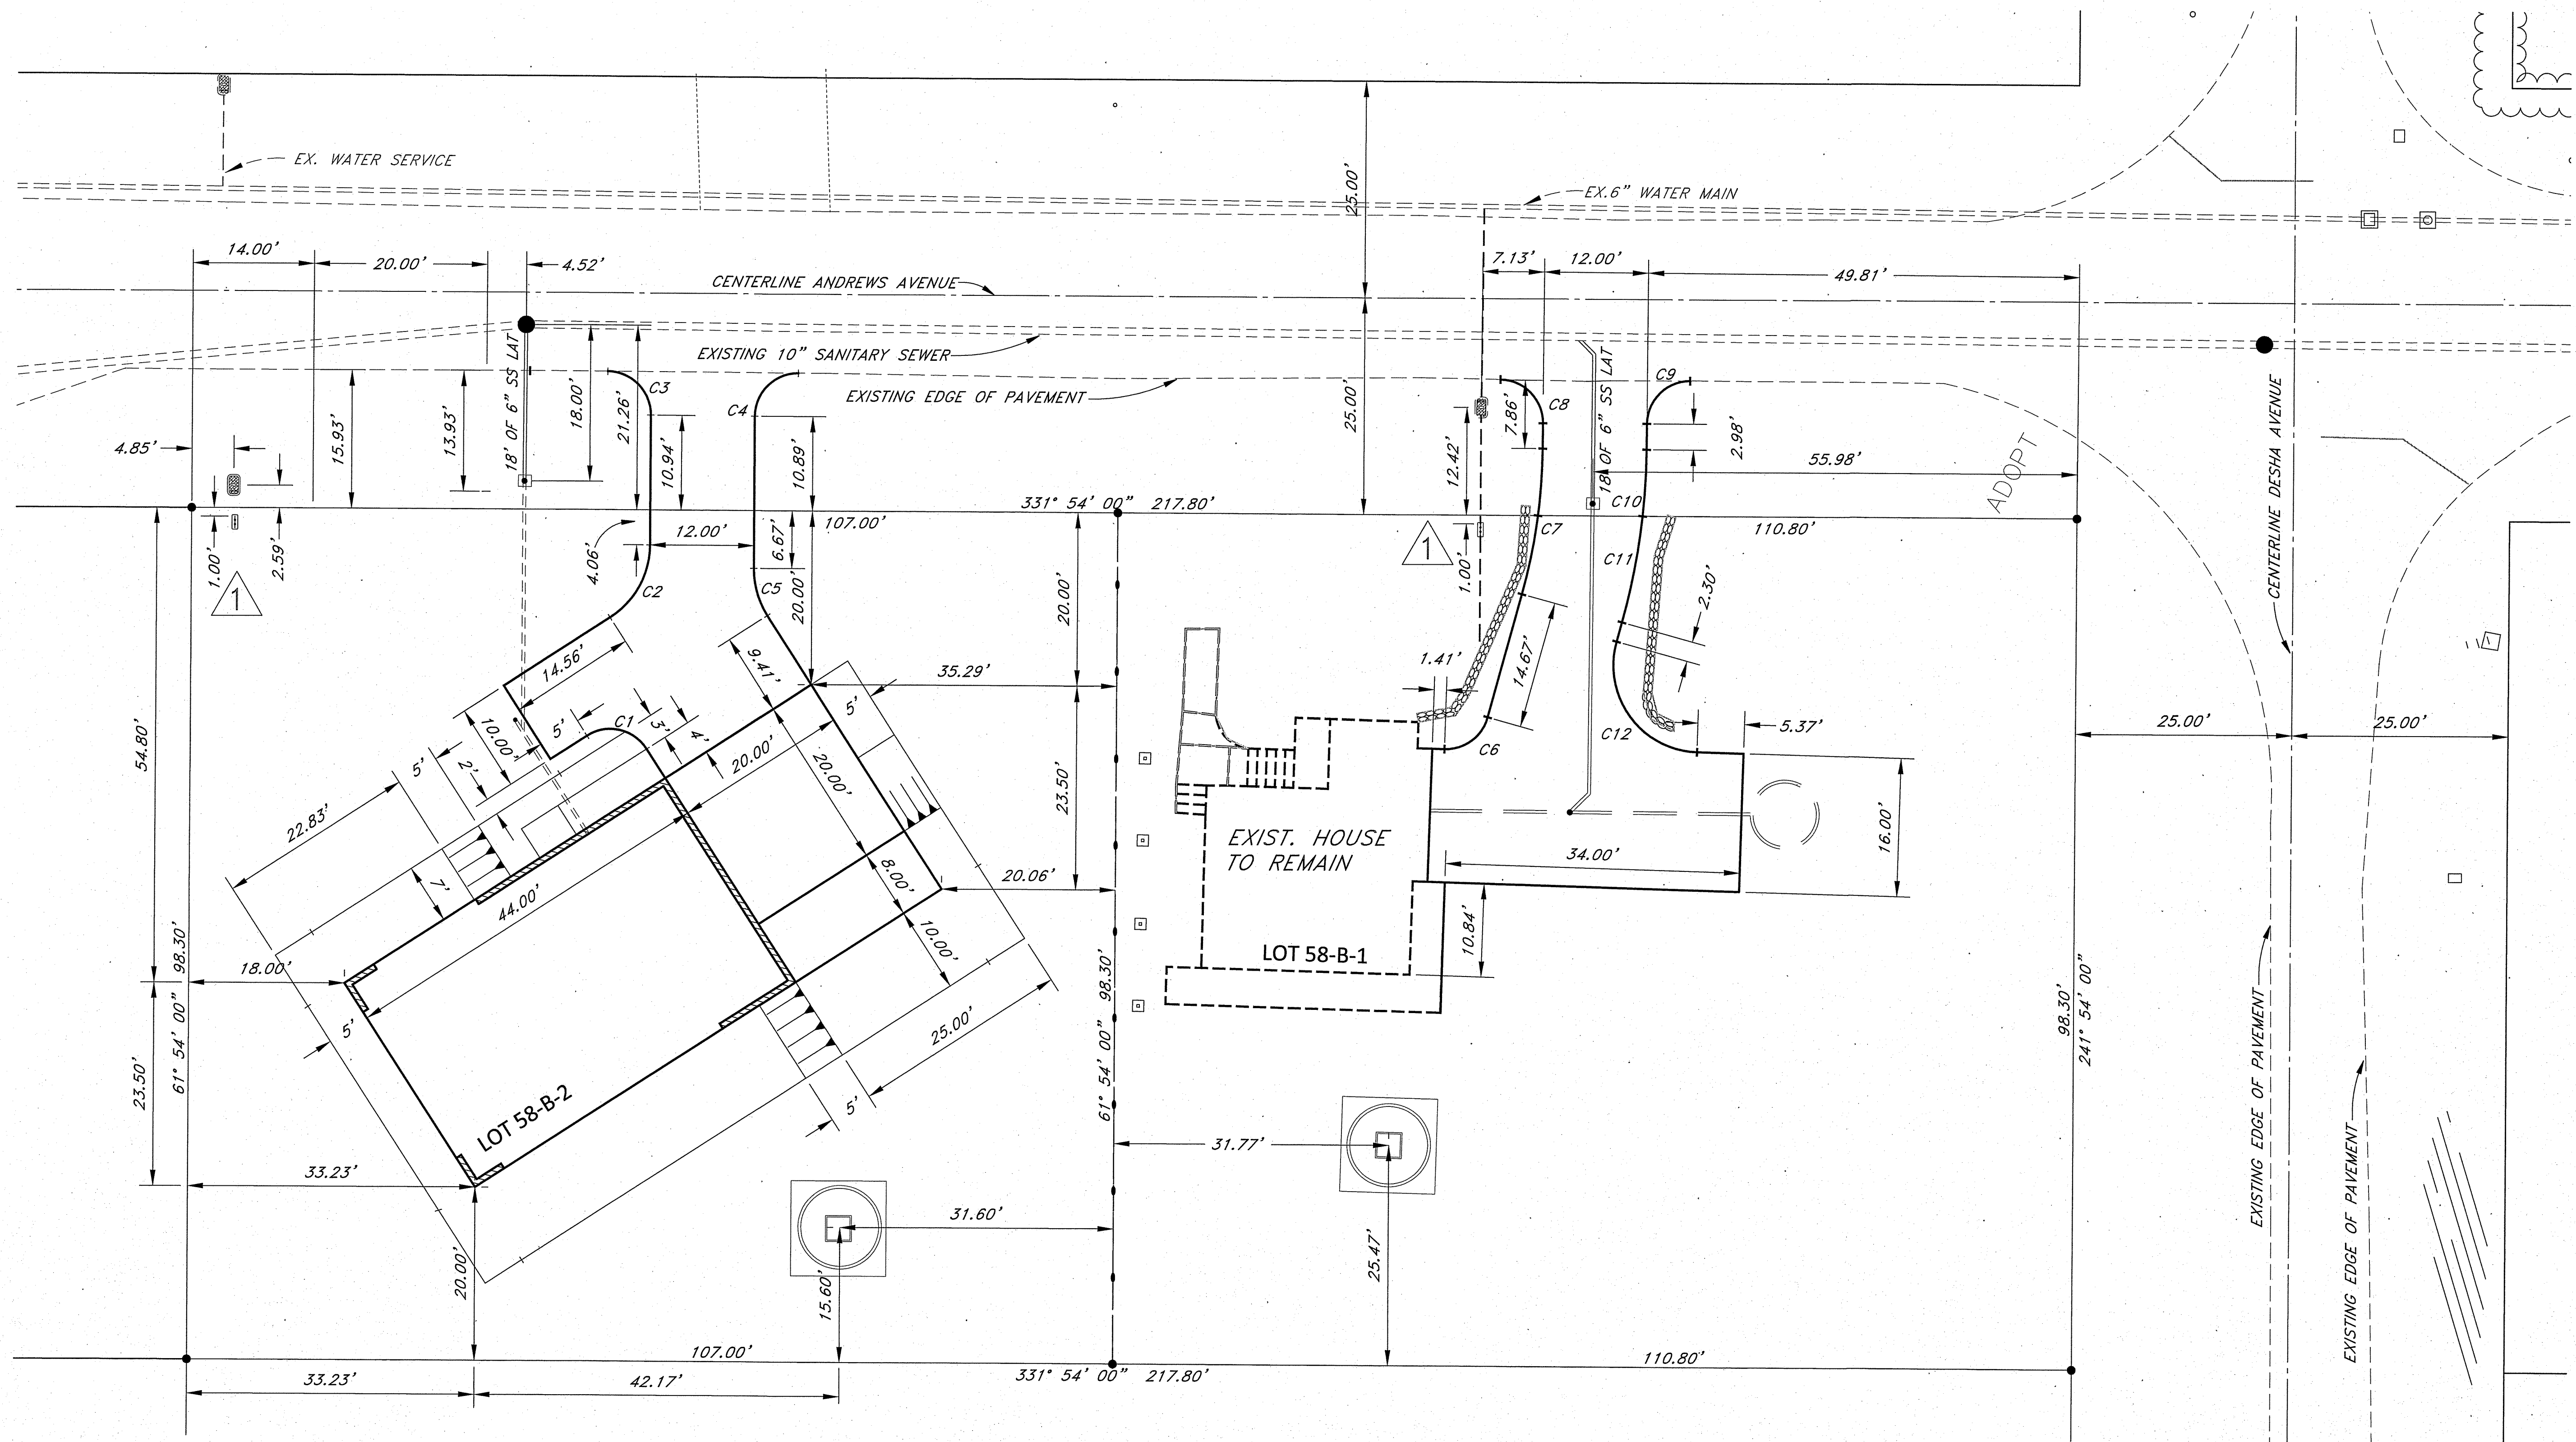 EX. WATER SERVICE
25.00'
EX.6" WATER MAIN
14.00'
20.00'
4.52'
CENTERLINE ANDREWS AVENUE
7.13'
12.00'
49.81'
EXISTING 10" SANITARY SEWER
EXISTING EDGE OF PAVEMENT
18' OF 6" SS LAT
18.00'
21.26'
C3
C4
10.94'
10.89'
15.93'
13.93'
4.85'
1.00'
2.59'
1
25.00'
12.42'
7.86'
C8
C9
18' OF 6" SS LAT
2.98'
55.98'
ADOPT
CENTERLINE DESHA AVENUE
331° 54' 00" 217.80'
107.00'
110.80'
4.06'
12.00'
6.67'
20.00'
C2
C5
20.00'
1
1.00'
C7
C10
C11
2.30'
14.56'
9.41'
35.29'
5'
1.41'
14.67'
C6
C12
5.37'
25.00'
25.00'
54.80'
10.00'
5'
C1
3'
4'
20.00'
20.00'
23.50'
22.83'
5'
2'
7'
44.00'
8.00'
20.06'
10.00'
EXIST. HOUSE
TO REMAIN
34.00'
16.00'
10.84'
LOT 58-B-1
18.00'
61° 54' 00" 98.30'
5'
25.00'
5'
61° 54' 00" 98.30'
98.30'
241° 54' 00"
23.50'
LOT 58-B-2
33.23'
20.00'
31.77'
31.60'
15.60'
25.47'
EXISTING EDGE OF PAVEMENT
EXISTING EDGE OF PAVEMENT
107.00'
331° 54' 00" 217.80'
110.80'
33.23'
42.17'